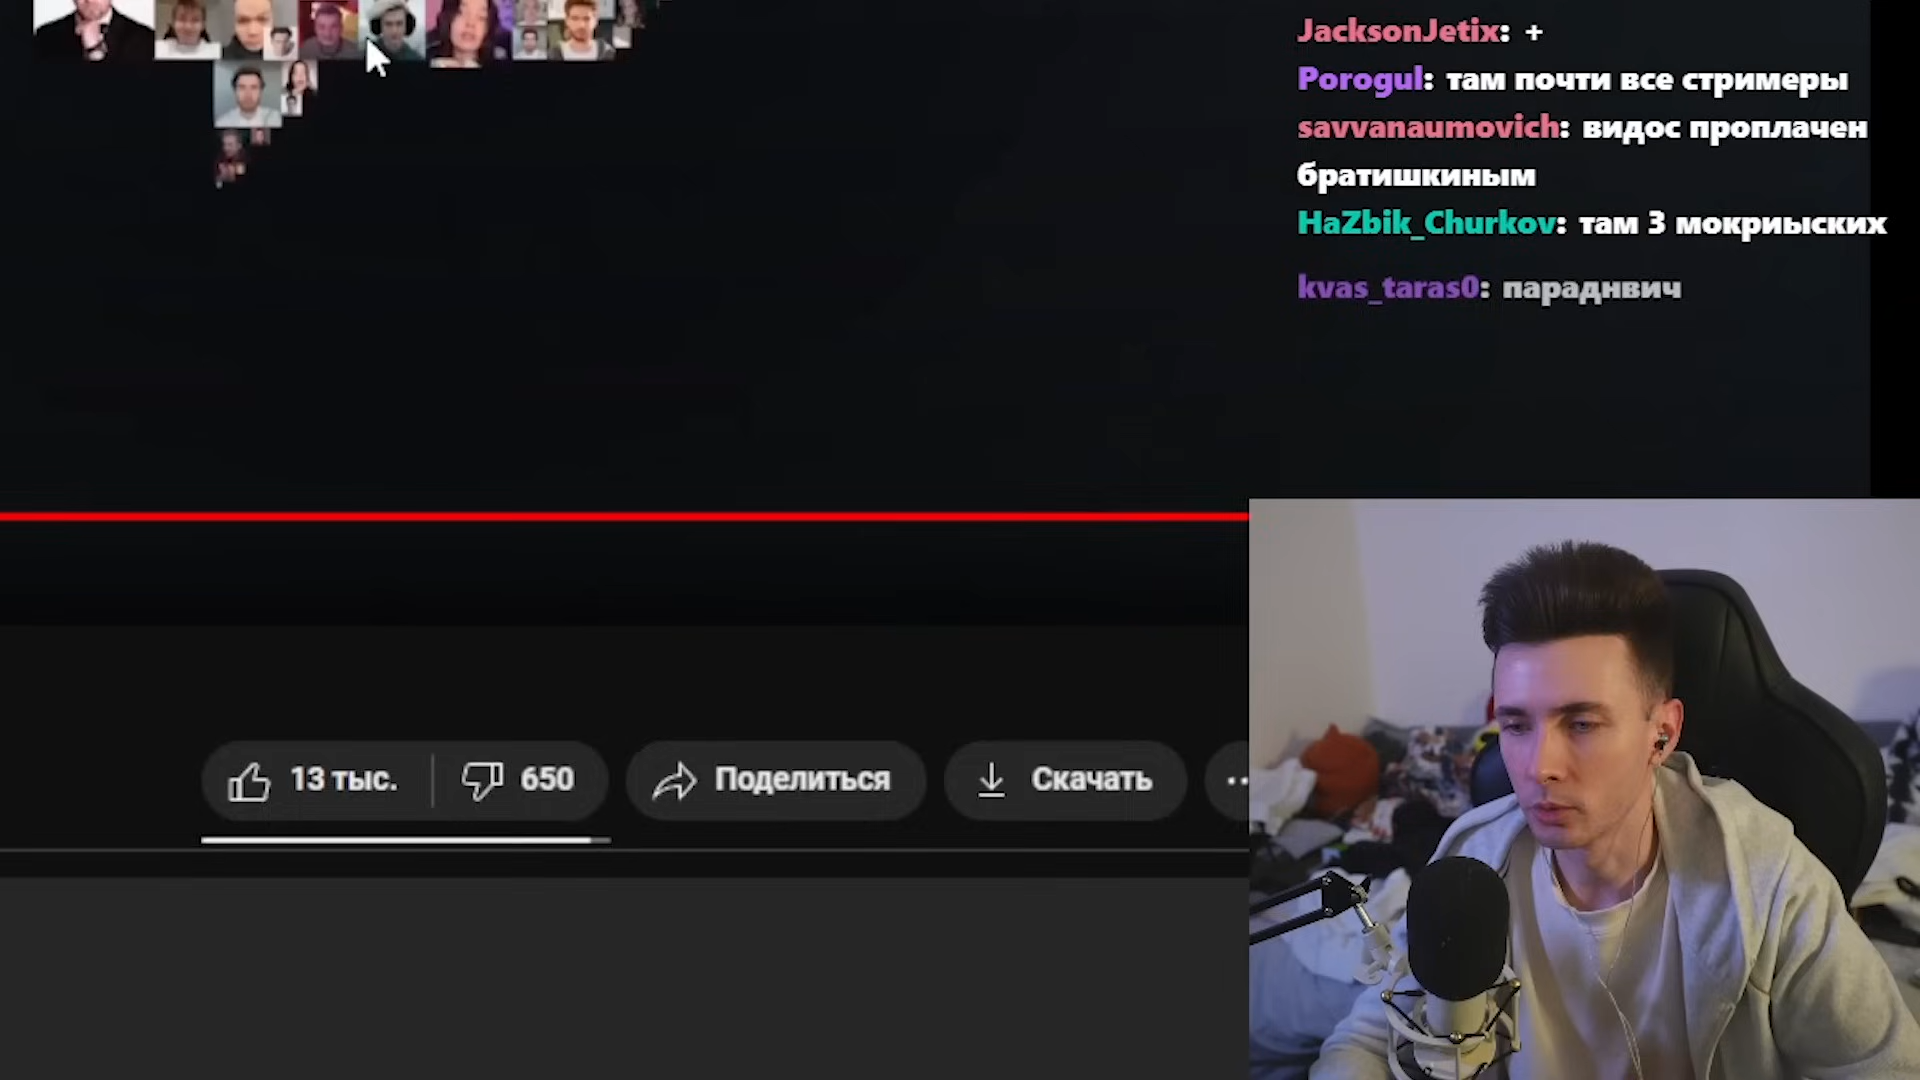 JacksonJetix: +
Porogul: там почти все стримеры
savvanaumovich: видос проплачен
братишкиным
HaZbik_Churkov: там 3 мокриыских
kvas_taras0: параднвич
13 тыс.
650
Поделиться
Скачать